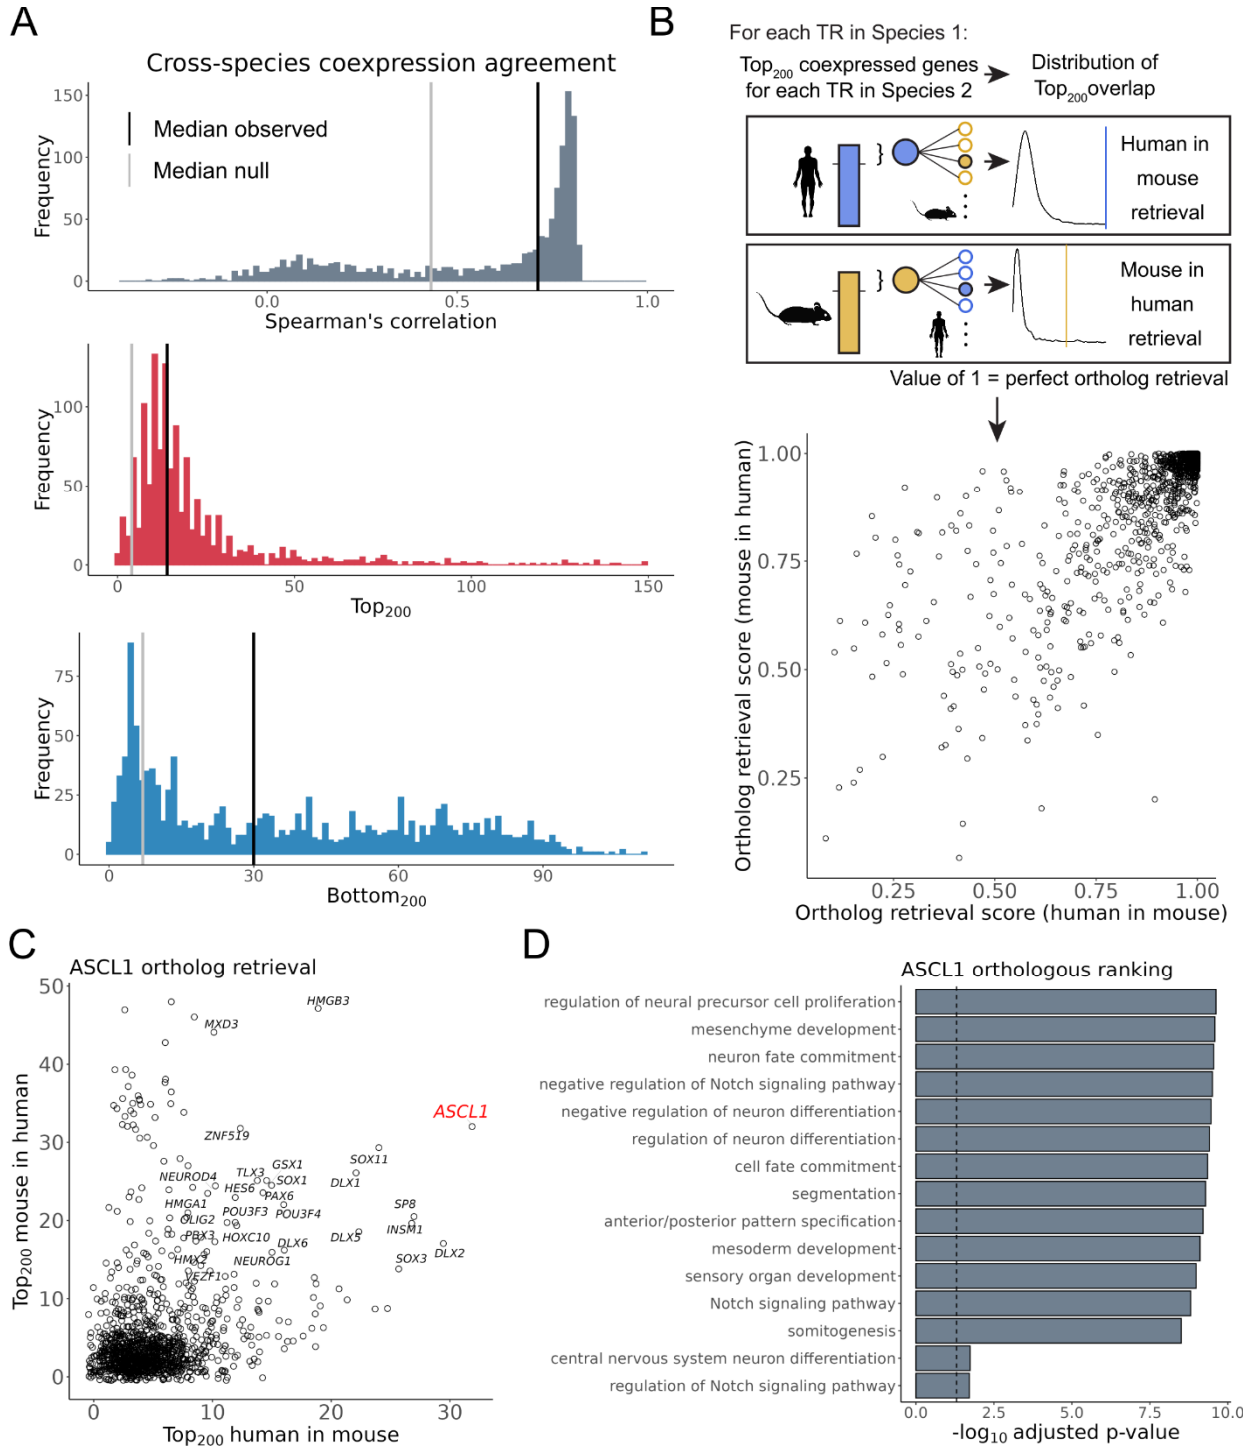 A
Cross-species coexpression agreement
150
100
50
0
Frequency
Median observed
Median null
0.0
0.5
1.0
Spearman's correlation
100
50
0
Frequency
0
50
100
150
Top200
75
50
25
0
Frequency
0
30
60
90
Bottom200
B
For each TR in Species 1:
Top200 coexpressed genes
for each TR in Species 2
Distribution of
Top200overlap
}
Human in
mouse
retrieval
}
Mouse in
human
retrieval
Value of 1 = perfect ortholog retrieval
Ortholog retrieval score (mouse in human)
1.00
0.75
0.50
0.25
0.25
0.50
0.75
1.00
Ortholog retrieval score (human in mouse)
C
ASCL1 ortholog retrieval
Top200 mouse in human
50
40
30
20
10
0
HMGB3
MXD3
ASCL1
ZNF519
SOX11
GSX1
TLX3
NEUROD4
SOX1
DLX1
HES6
PAX6
HMGA1
SP8
POU3F3
POU3F4
OLIG2
INSM1
PBX3
HOXC10
DLX5
DLX6
DLX2
HMX2
NEUROG1
SOX3
VEZF1
0
10
20
30
Top200 human in mouse
D
ASCL1 orthologous ranking
regulation of neural precursor cell proliferation
mesenchyme development
neuron fate commitment
negative regulation of Notch signaling pathway
negative regulation of neuron differentiation
regulation of neuron differentiation
cell fate commitment
segmentation
anterior/posterior pattern specification
mesoderm development
sensory organ development
Notch signaling pathway
somitogenesis
central nervous system neuron differentiation
regulation of Notch signaling pathway
0.0
2.5
5.0
7.5
10.0
-log10 adjusted p-value